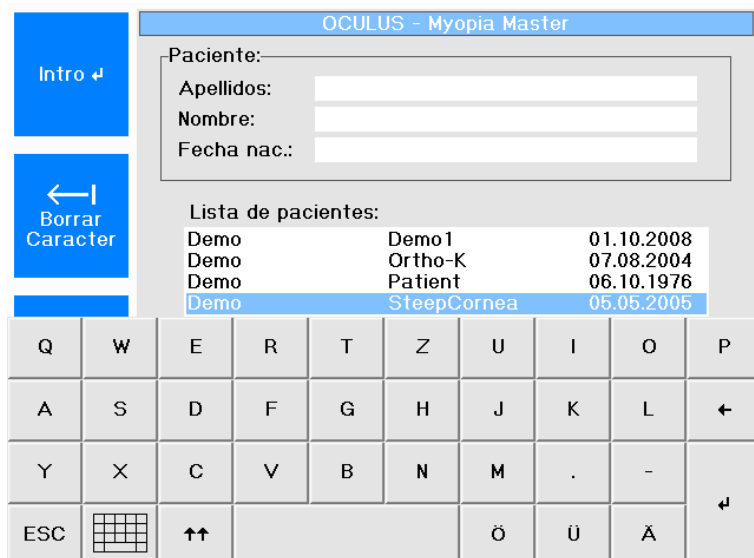 OCULUS - Myopia Master
Intro ↵
Paciente:
Apellidos:
Nombre:
Fecha nac.:
Borrar
Caracter
Lista de pacientes:
Demo Demo1 01.10.2008
Demo Ortho-K 07.08.2004
Demo Patient 06.10.1976
Demo SteepCornea 05.05.2005
Q W E R T Z U I O P
A S D F G H J K L ←
Y X C V B N M . -
ESC ↑↑ Ö Ü Ä ↵